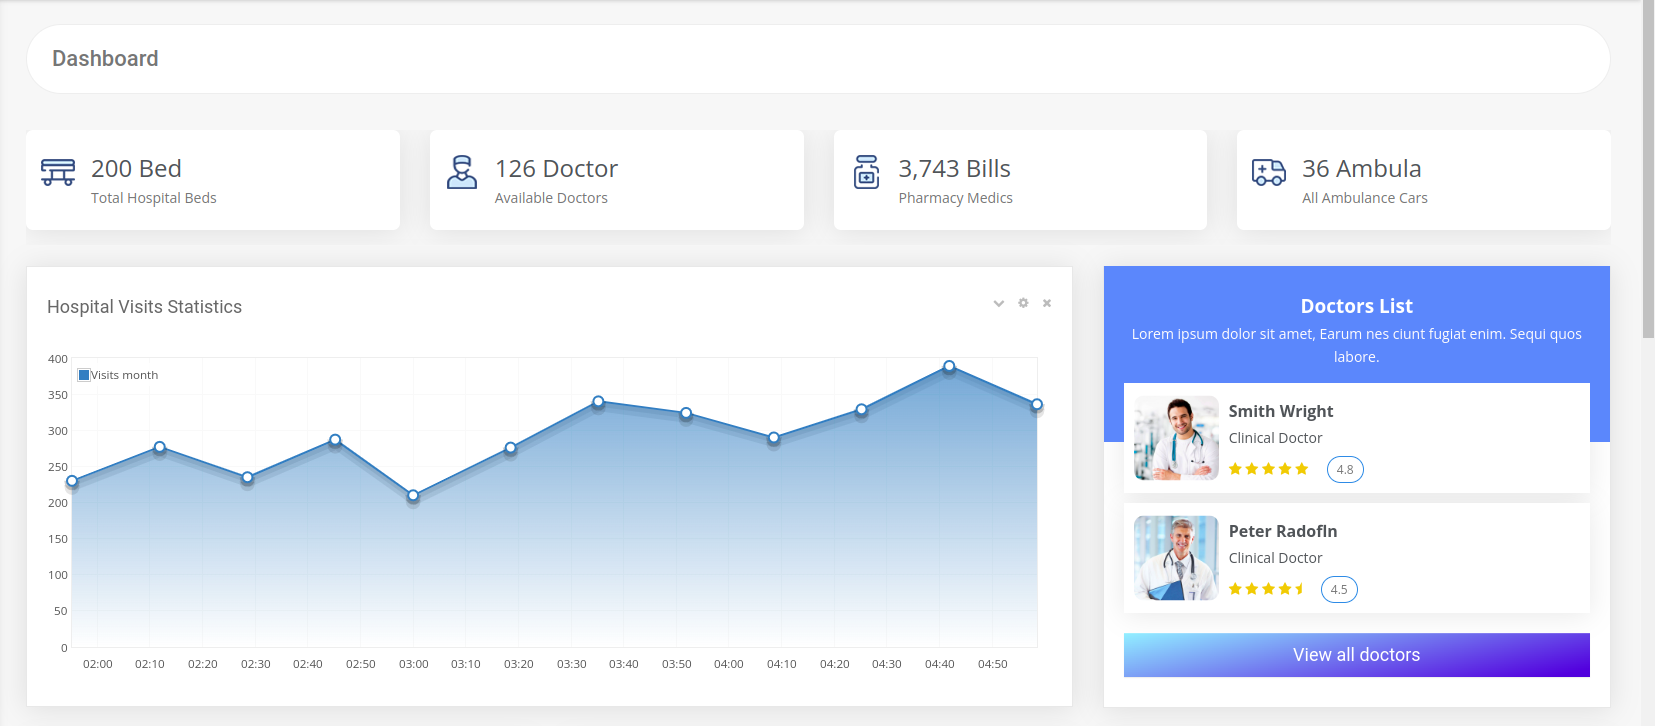 Dashboard
200 Bed
Total Hospital Beds
126 Doctor
Available Doctors
3,743 Bills
Pharmacy Medics
36 Ambula
All Ambulance Cars
Hospital Visits Statistics
400
350
300
250
200
150
100
50
0
Visits month
02:00 02:10 02:20 02:30 02:40 02:50 03:00 03:10 03:20 03:30 03:40 03:50 04:00 04:10 04:20 04:30 04:40 04:50
Doctors List
Lorem ipsum dolor sit amet, Earum nes ciunt fugiat enim. Sequi quos
labore.
Smith Wright
Clinical Doctor
4.8
Peter Radofln
Clinical Doctor
4.5
View all doctors